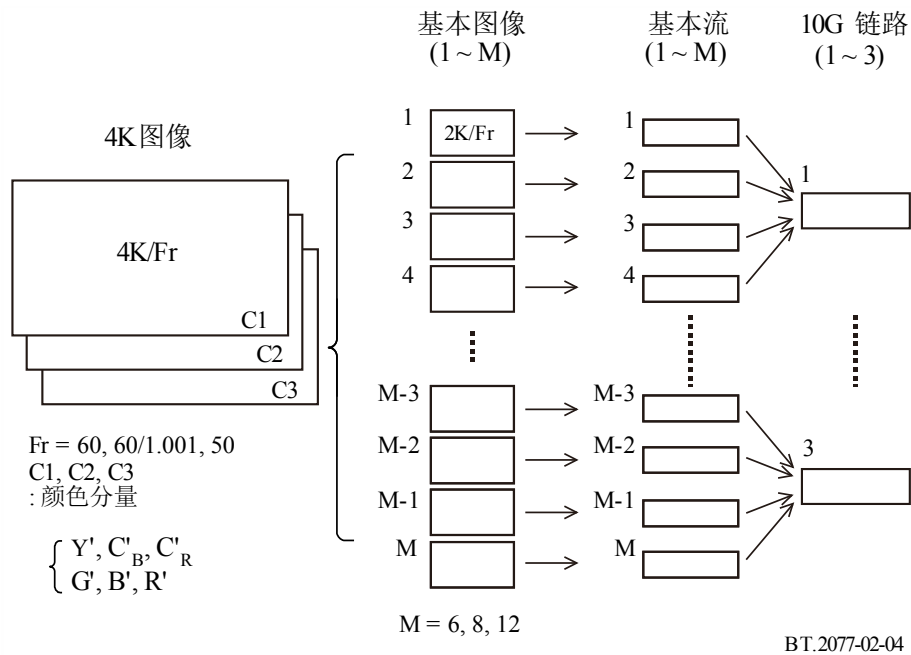 基本图像
(1 ~ M)
基本流
(1 ~ M)
10G 链路
(1 ~ 3)
4K图像
4K/Fr
C1
C2
C3
Fr = 60, 60/1.001, 50
C1, C2, C3
: 颜色分量
Y', C'B, C'R
G', B', R'
1
2K/Fr
2
3
4
M-3
M-2
M-1
M
M = 6, 8, 12
1
2
3
4
M-3
M-2
M-1
M
1
3
BT.2077-02-04